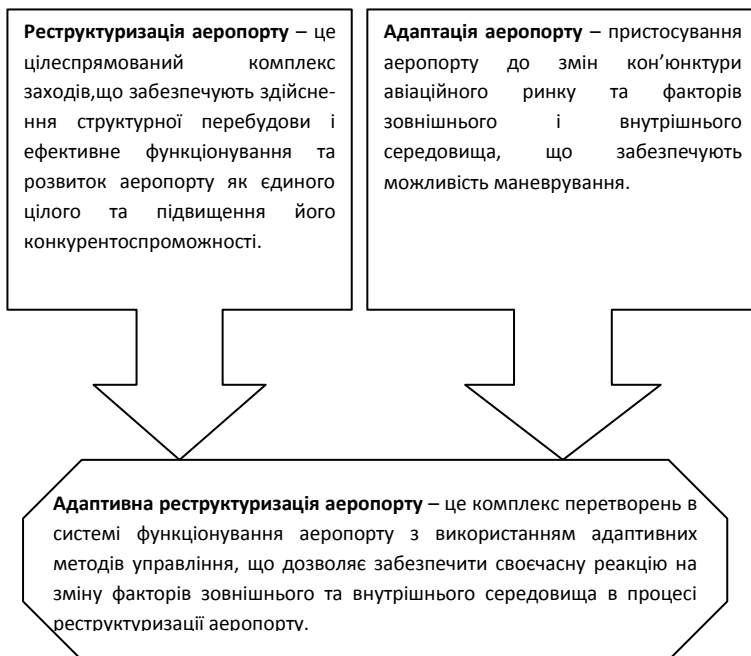 Реструктуризація аеропорту – це
цілеспрямований комплекс
заходів,що забезпечують здійсне-
ння структурної перебудови і
ефективне функціонування та
розвиток аеропорту як єдиного
цілого та підвищення його
конкурентоспроможності.
Адаптація аеропорту – пристосування
аеропорту до змін кон’юнктури
авіаційного ринку та факторів
зовнішнього і внутрішнього
середовища, що забезпечують
можливість маневрування.
Адаптивна реструктуризація аеропорту – це комплекс перетворень в
системі функціонування аеропорту з використанням адаптивних
методів управління, що дозволяє забезпечити своєчасну реакцію на
зміну факторів зовнішнього та внутрішнього середовища в процесі
реструктуризації аеропорту.